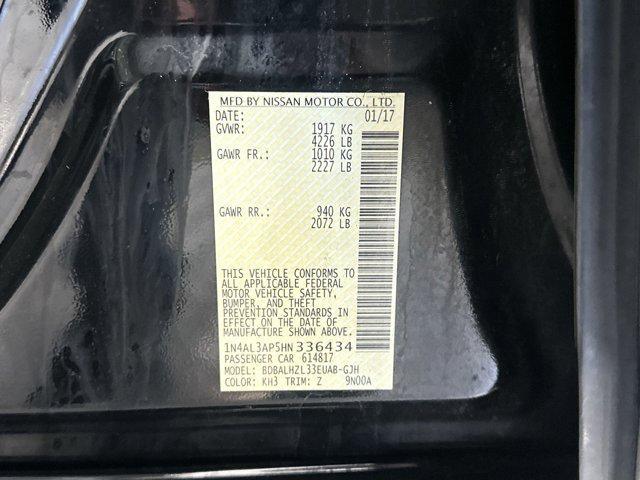 MFD BY NISSAN MOTOR CO., LTD.
DATE: 01/17
GVWR: 1917 KG
4226 LB
GAWR FR.: 1010 KG
2227 LB
GAWR RR.: 940 KG
2072 LB
THIS VEHICLE CONFORMS TO
ALL APPLICABLE FEDERAL
MOTOR VEHICLE SAFETY,
BUMPER, AND THEFT
PREVENTION STANDARDS IN
EFFECT ON THE DATE OF
MANUFACTURE SHOWN ABOVE.
1N4AL3AP5HN336434
PASSENGER CAR 614817
MODEL: BDBALHZL33EUAB-GJH
COLOR: KH3 TRIM: Z 9N00A